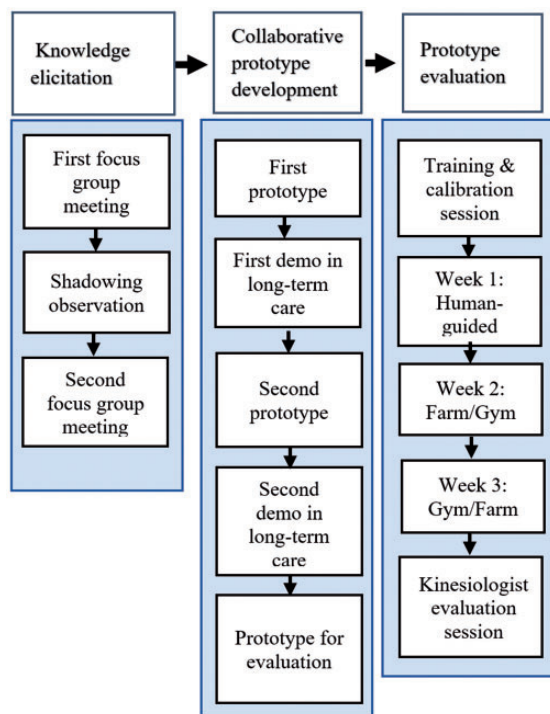 Knowledge
elicitation
Collaborative
prototype
development
Prototype
evaluation
First focus
group
meeting
Shadowing
observation
Second
focus group
meeting
First
prototype
First demo in
long-term
care
Second
prototype
Second
demo in
long-term
care
Prototype for
evaluation
Training &
calibration
session
Week 1:
Human-
guided
Week 2:
Farm/Gym
Week 3:
Gym/Farm
Kinesiologist
evaluation
session